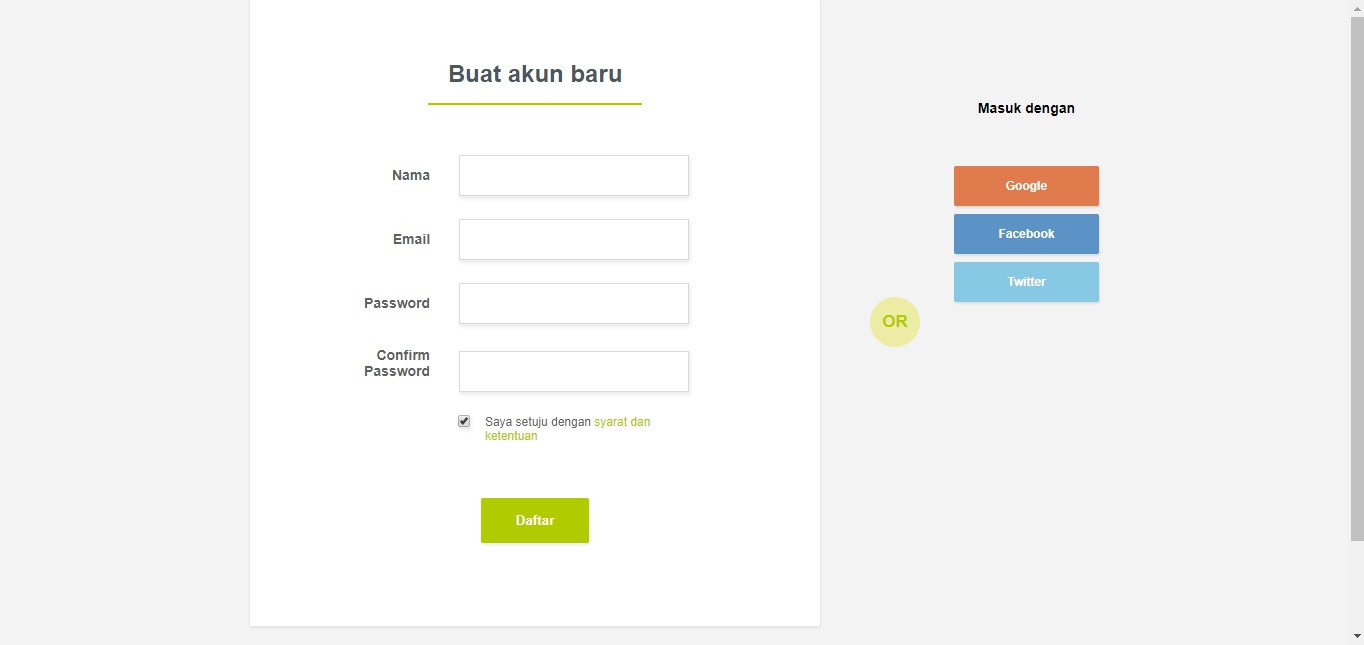 Buat akun baru
Nama
Email
Password
Confirm
Password
Saya setuju dengan syarat dan
ketentuan
Daftar
OR
Masuk dengan
Google
Facebook
Twitter